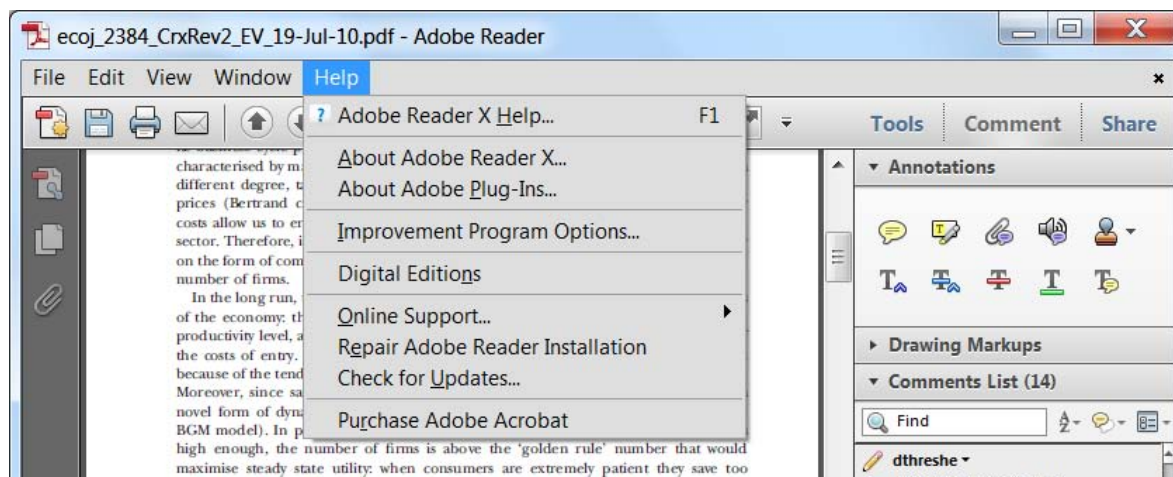 ecoj_2384_CrxRev2_EV_19-Jul-10.pdf - Adobe Reader
File Edit View Window Help
Adobe Reader X Help... F1
About Adobe Reader X...
About Adobe Plug-Ins...
Improvement Program Options...
Digital Editions
Online Support...
Repair Adobe Reader Installation
Check for Updates...
Purchase Adobe Acrobat
Tools Comment Share
characterised by m
different degree, t
prices (Bertrand c
costs allow us to er
sector. Therefore, i
on the form of com
number of firms.
In the long run,
of the economy: th
productivity level, a
the costs of entry.
because of the tend
Moreover, since sa
novel form of dyna
BGM model). In p
high enough, the number of firms is above the 'golden rule' number that would
maximise steady state utility: when consumers are extremely patient they save too
Annotations
Drawing Markups
Comments List (14)
Find
dthreshe